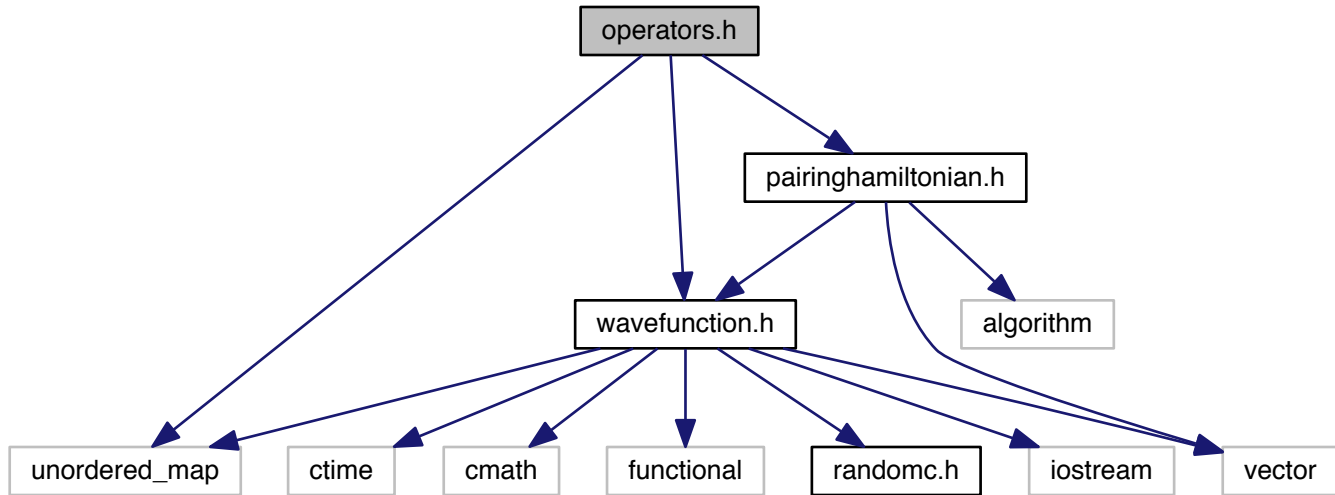 operators.h
pairinghamiltonian.h
wavefunction.h
algorithm
unordered_map
ctime
cmath
functional
randomc.h
iostream
vector